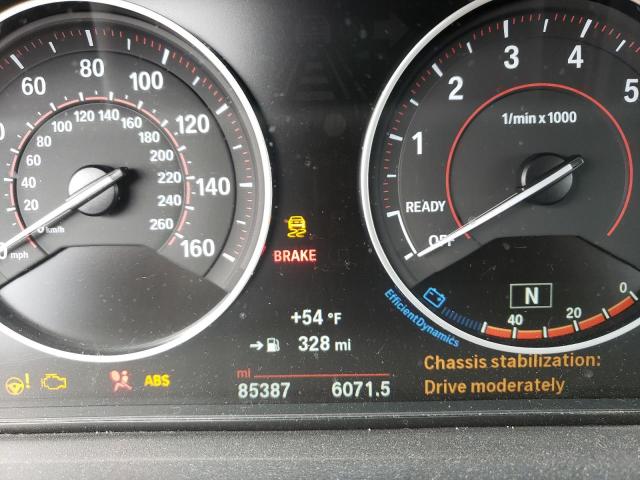 60 80 100 120 140 160
20 40 60 80 100 120 140 160 180 200 220 240 260
km/h
mph
1 2 3 4 5
1/min x 1000
READY
OFF
BRAKE
+54 °F
328 mi
N
EfficientDynamics
40 20 0
ABS
mi
85387 6071.5
Chassis stabilization:
Drive moderately